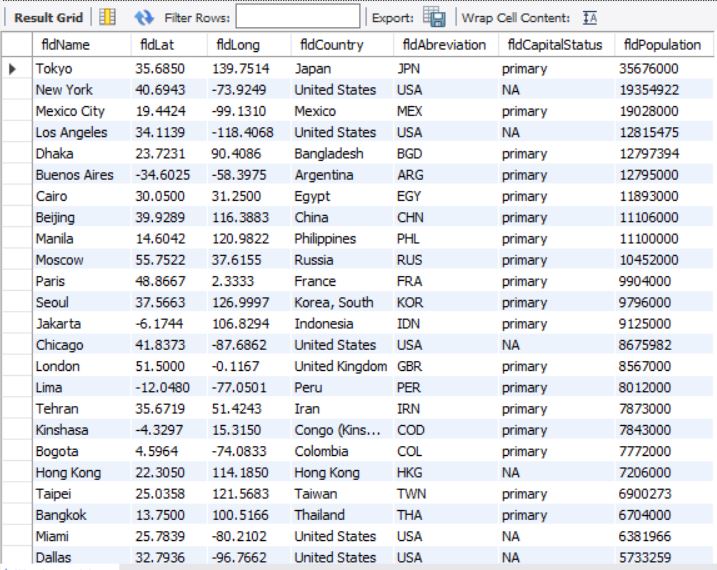 Result Grid Filter Rows: Export: Wrap Cell Content: IA
fldName fldLat fldLong fldCountry fldAbreviation fldCapitalStatus fldPopulation
Tokyo 35.6850 139.7514 Japan JPN primary 35676000
New York 40.6943 -73.9249 United States USA NA 19354922
Mexico City 19.4424 -99.1310 Mexico MEX primary 19028000
Los Angeles 34.1139 -118.4068 United States USA NA 12815475
Dhaka 23.7231 90.4086 Bangladesh BGD primary 12797394
Buenos Aires -34.6025 -58.3975 Argentina ARG primary 12795000
Cairo 30.0500 31.2500 Egypt EGY primary 11893000
Beijing 39.9289 116.3883 China CHN primary 11106000
Manila 14.6042 120.9822 Philippines PHL primary 11100000
Moscow 55.7522 37.6155 Russia RUS primary 10452000
Paris 48.8667 2.3333 France FRA primary 9904000
Seoul 37.5663 126.9997 Korea, South KOR primary 9796000
Jakarta -6.1744 106.8294 Indonesia IDN primary 9125000
Chicago 41.8373 -87.6862 United States USA NA 8675982
London 51.5000 -0.1167 United Kingdom GBR primary 8567000
Lima -12.0480 -77.0501 Peru PER primary 8012000
Tehran 35.6719 51.4243 Iran IRN primary 7873000
Kinshasa -4.3297 15.3150 Congo (Kins... COD primary 7843000
Bogota 4.5964 -74.0833 Colombia COL primary 7772000
Hong Kong 22.3050 114.1850 Hong Kong HKG NA 7206000
Taipei 25.0358 121.5683 Taiwan TWN primary 6900273
Bangkok 13.7500 100.5166 Thailand THA primary 6704000
Miami 25.7839 -80.2102 United States USA NA 6381966
Dallas 32.7936 -96.7662 United States USA NA 5733259